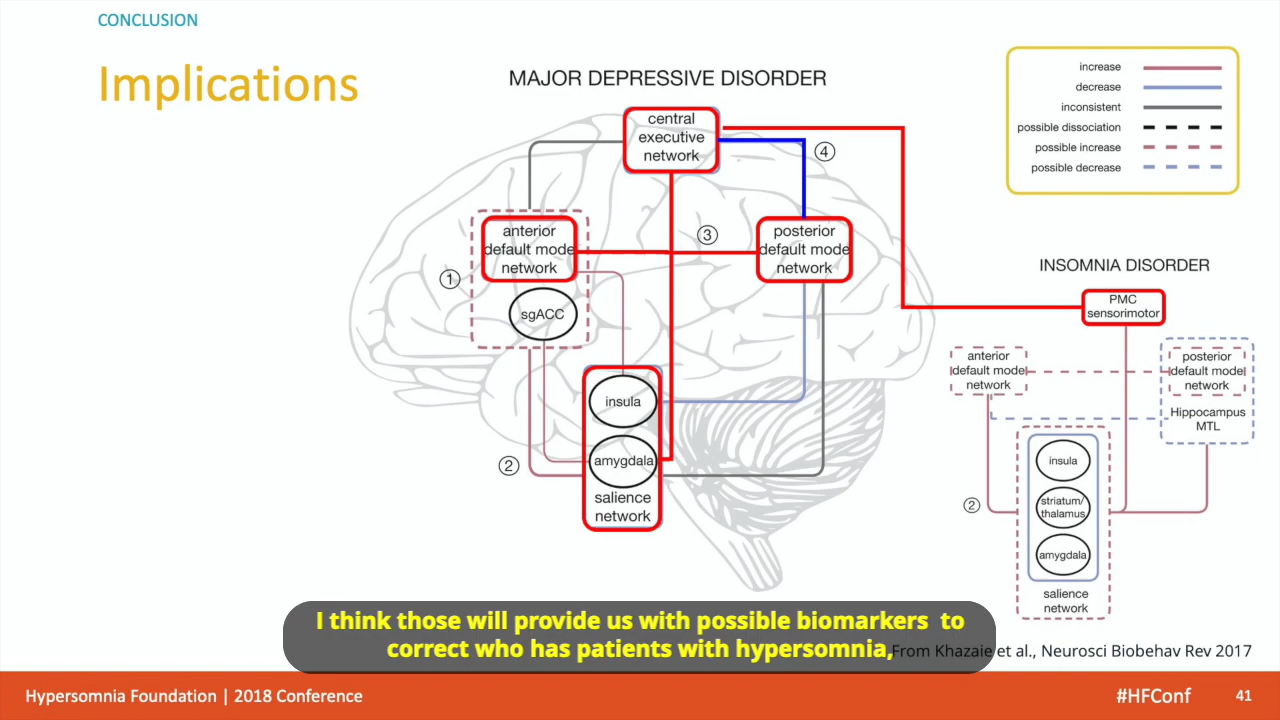 CONCLUSION
Implications
MAJOR DEPRESSIVE DISORDER
central
executive
network
④
③
anterior
default mode
network
posterior
default mode
network
①
sgACC
insula
②
amygdala
salience
network
increase
decrease
inconsistent
possible dissociation
possible increase
possible decrease
INSOMNIA DISORDER
PMC
sensorimotor
anterior
default mode
network
posterior
default mode
network
Hippocampus
MTL
insula
②
striatum/
thalamus
amygdala
salience
network
I think those will provide us with possible biomarkers to
correct who has patients with hypersomnia,
From Khazaie et al., Neurosci Biobehav Rev 2017
Hypersomnia Foundation | 2018 Conference
#HFConf
41